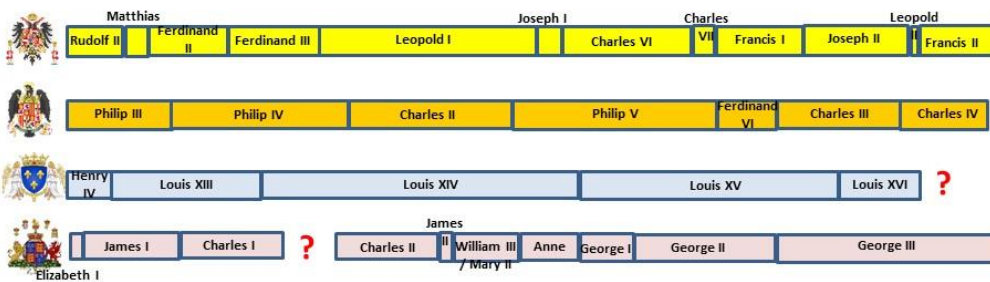 Matthias
Joseph I
Charles VII
Leopold II
Rudolf II
Ferdinand II
Ferdinand III
Leopold I
Charles VI
Francis I
Joseph II
Francis II
Philip III
Philip IV
Charles II
Philip V
Ferdinand VI
Charles III
Charles IV
Henry IV
Louis XIII
Louis XIV
Louis XV
Louis XVI
?
James II
Elizabeth I
James I
Charles I
?
Charles II
William III
/ Mary II
Anne
George I
George II
George III